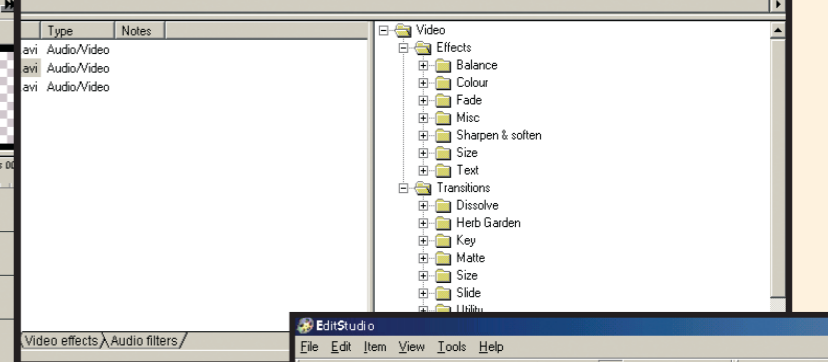 Type Notes
avi Audio/Video
avi Audio/Video
avi Audio/Video
Video
Effects
Balance
Colour
Fade
Misc
Sharpen & soften
Size
Text
Transitions
Dissolve
Herb Garden
Key
Matte
Size
Slide
Utility
Video effects Audio filters
EditStudio
File Edit Item View Tools Help